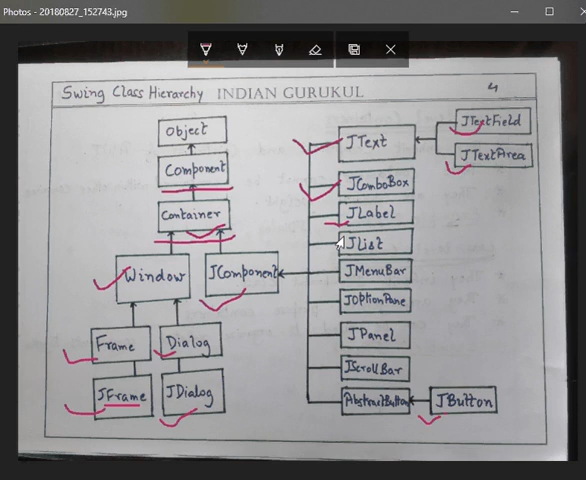 Photos - 20180827_152743.jpg
Swing Class Hierarchy INDIAN GURUKUL 4
Object
Component
Container
Window
JComponent
Frame
Dialog
JFrame
JDialog
JText
JTextField
JTextArea
JComboBox
JLabel
JList
JMenuBar
JOptionPane
JPanel
JScrollBar
AbstractButton
JButton